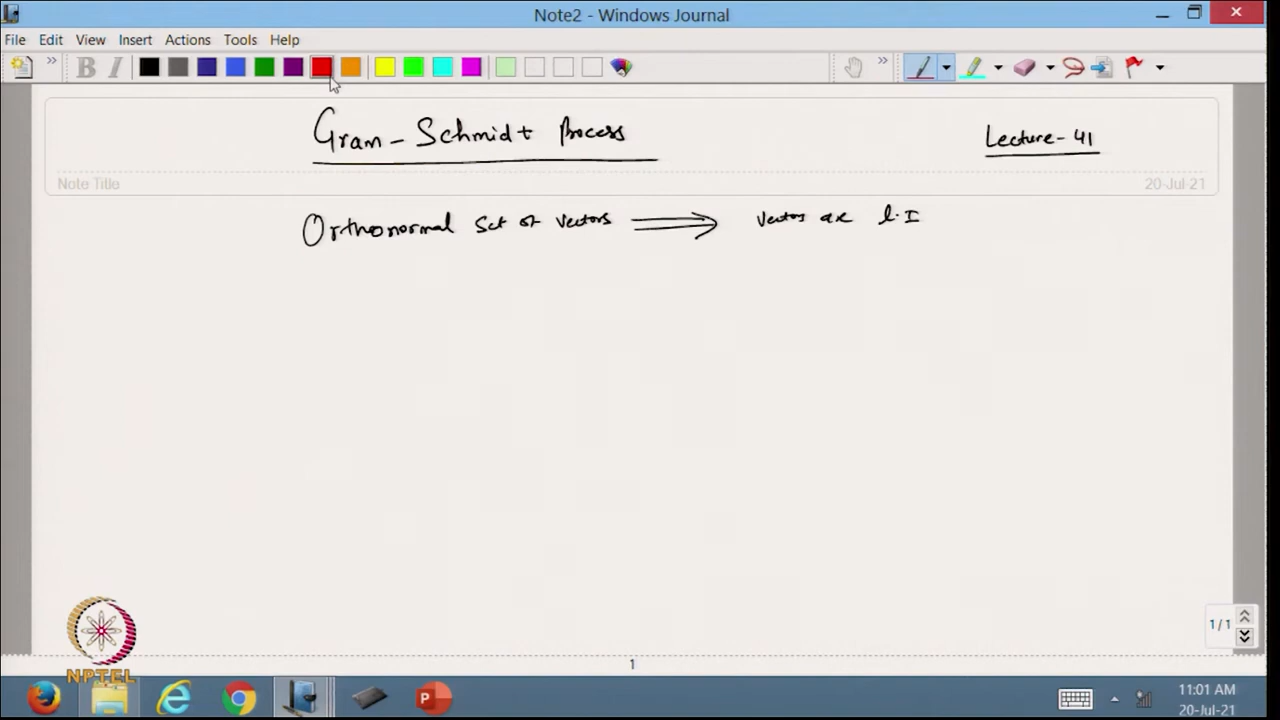 Note2 - Windows Journal
File Edit View Insert Actions Tools Help
B I
Gram - Schmidt Process
Lecture - 41
Note Title
20-Jul-21
Orthonormal set of vectors ⟹ vectors are l.I
1 / 1
NPTEL
1
11:01 AM
20-Jul-21